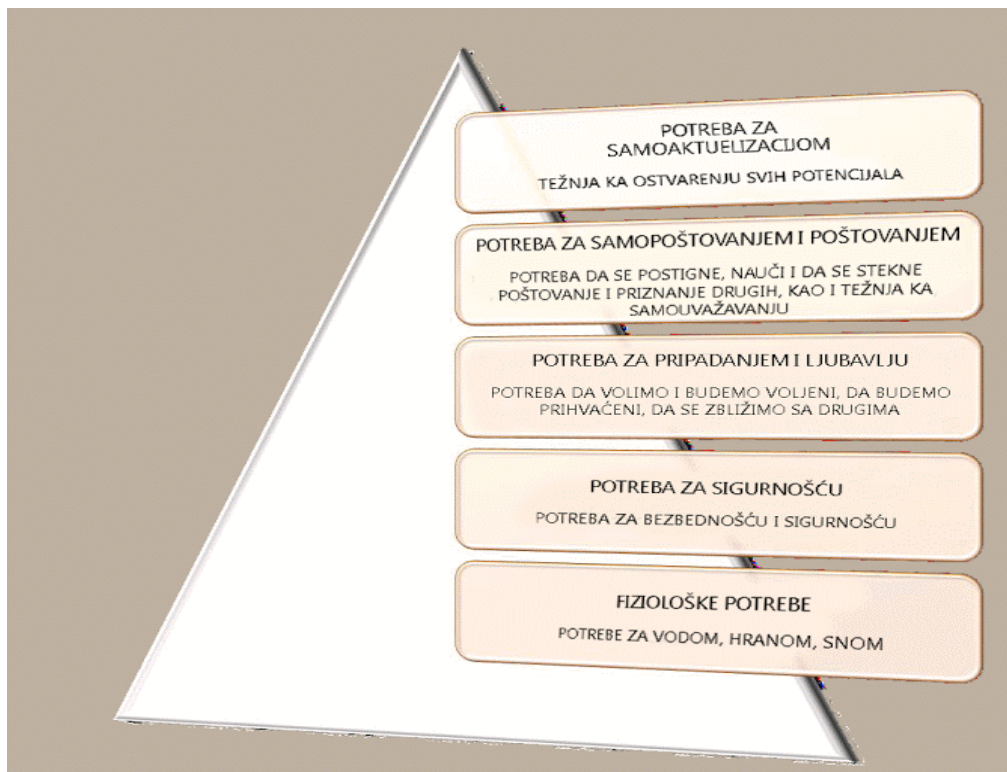 POTREBA ZA
SAMOAKTUELIZACIJOM
TEŽNJA KA OSTVARENJU SVIH POTENCIJALA
POTREBA ZA SAMOPOŠTOVANJEM I POŠTOVANJEM
POTREBA DA SE POSTIGNE, NAUČI I DA SE STEKNE
POŠTOVANJE I PRIZNANJE DRUGIH, KAO I TEŽNJA KA
SAMOUVAŽAVANJU
POTREBA ZA PRIPADANJEM I LJUBAVLJU
POTREBA DA VOLIMO I BUDEMO VOLJENI, DA BUDEMO
PRIHVAĆENI, DA SE ZBLIŽIMO SA DRUGIMA
POTREBA ZA SIGURNOŠĆU
POTREBA ZA BEZBEDNOŠĆU I SIGURNOŠĆU
FIZIOLOŠKE POTREBE
POTREBE ZA VODOM, HRANOM, SNOM